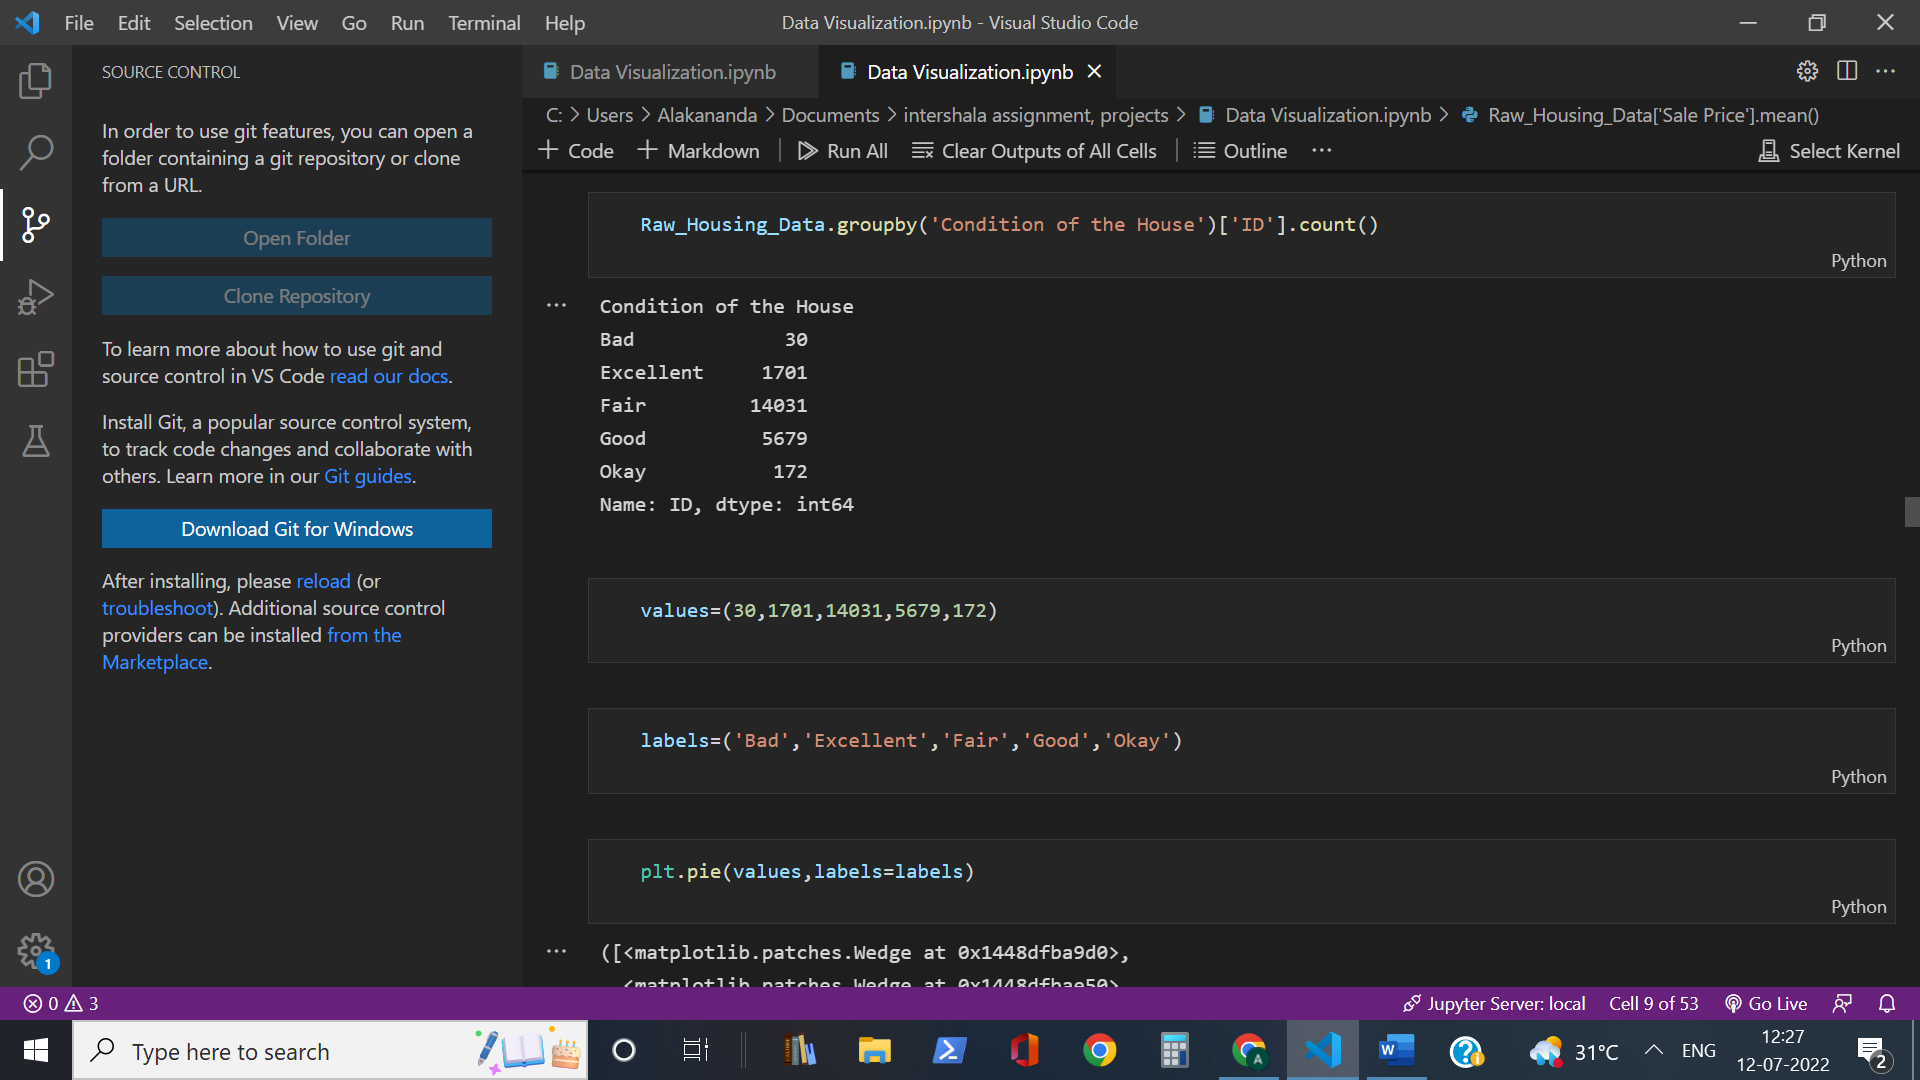 File Edit Selection View Go Run Terminal Help
Data Visualization.ipynb - Visual Studio Code
SOURCE CONTROL
In order to use git features, you can open a
folder containing a git repository or clone
from a URL.
Open Folder
Clone Repository
To learn more about how to use git and
source control in VS Code read our docs.
Install Git, a popular source control system,
to track code changes and collaborate with
others. Learn more in our Git guides.
Download Git for Windows
After installing, please reload (or
troubleshoot). Additional source control
providers can be installed from the
Marketplace.
1
Data Visualization.ipynb
Data Visualization.ipynb
C: > Users > Alakananda > Documents > intershala assignment, projects > Data Visualization.ipynb > Raw_Housing_Data['Sale Price'].mean()
+ Code + Markdown | Run All Clear Outputs of All Cells | Outline ...
Select Kernel
Raw_Housing_Data.groupby('Condition of the House')['ID'].count()
Python
... Condition of the House
Bad 30
Excellent 1701
Fair 14031
Good 5679
Okay 172
Name: ID, dtype: int64
values=(30,1701,14031,5679,172)
Python
labels=('Bad','Excellent','Fair','Good','Okay')
Python
plt.pie(values,labels=labels)
Python
... ([<matplotlib.patches.Wedge at 0x1448dfba9d0>,
<matplotlib.patches.Wedge at 0x1448dfbae50>
0 3
Jupyter Server: local Cell 9 of 53 Go Live
Type here to search
31°C ENG
12:27
12-07-2022
2